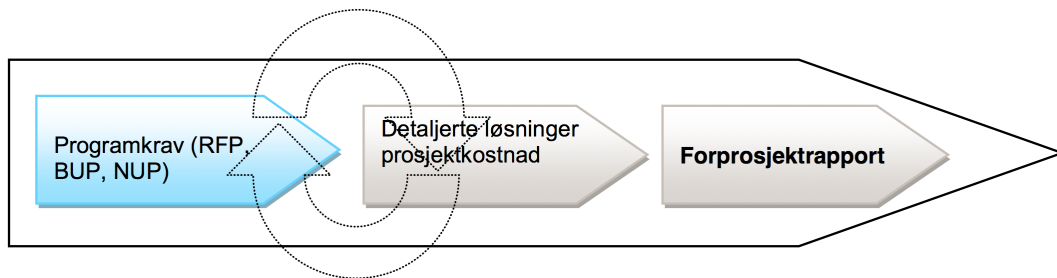 Programkrav (RFP,
BUP, NUP)
Detaljerte løsninger
prosjektkostnad
Forprosjektrapport